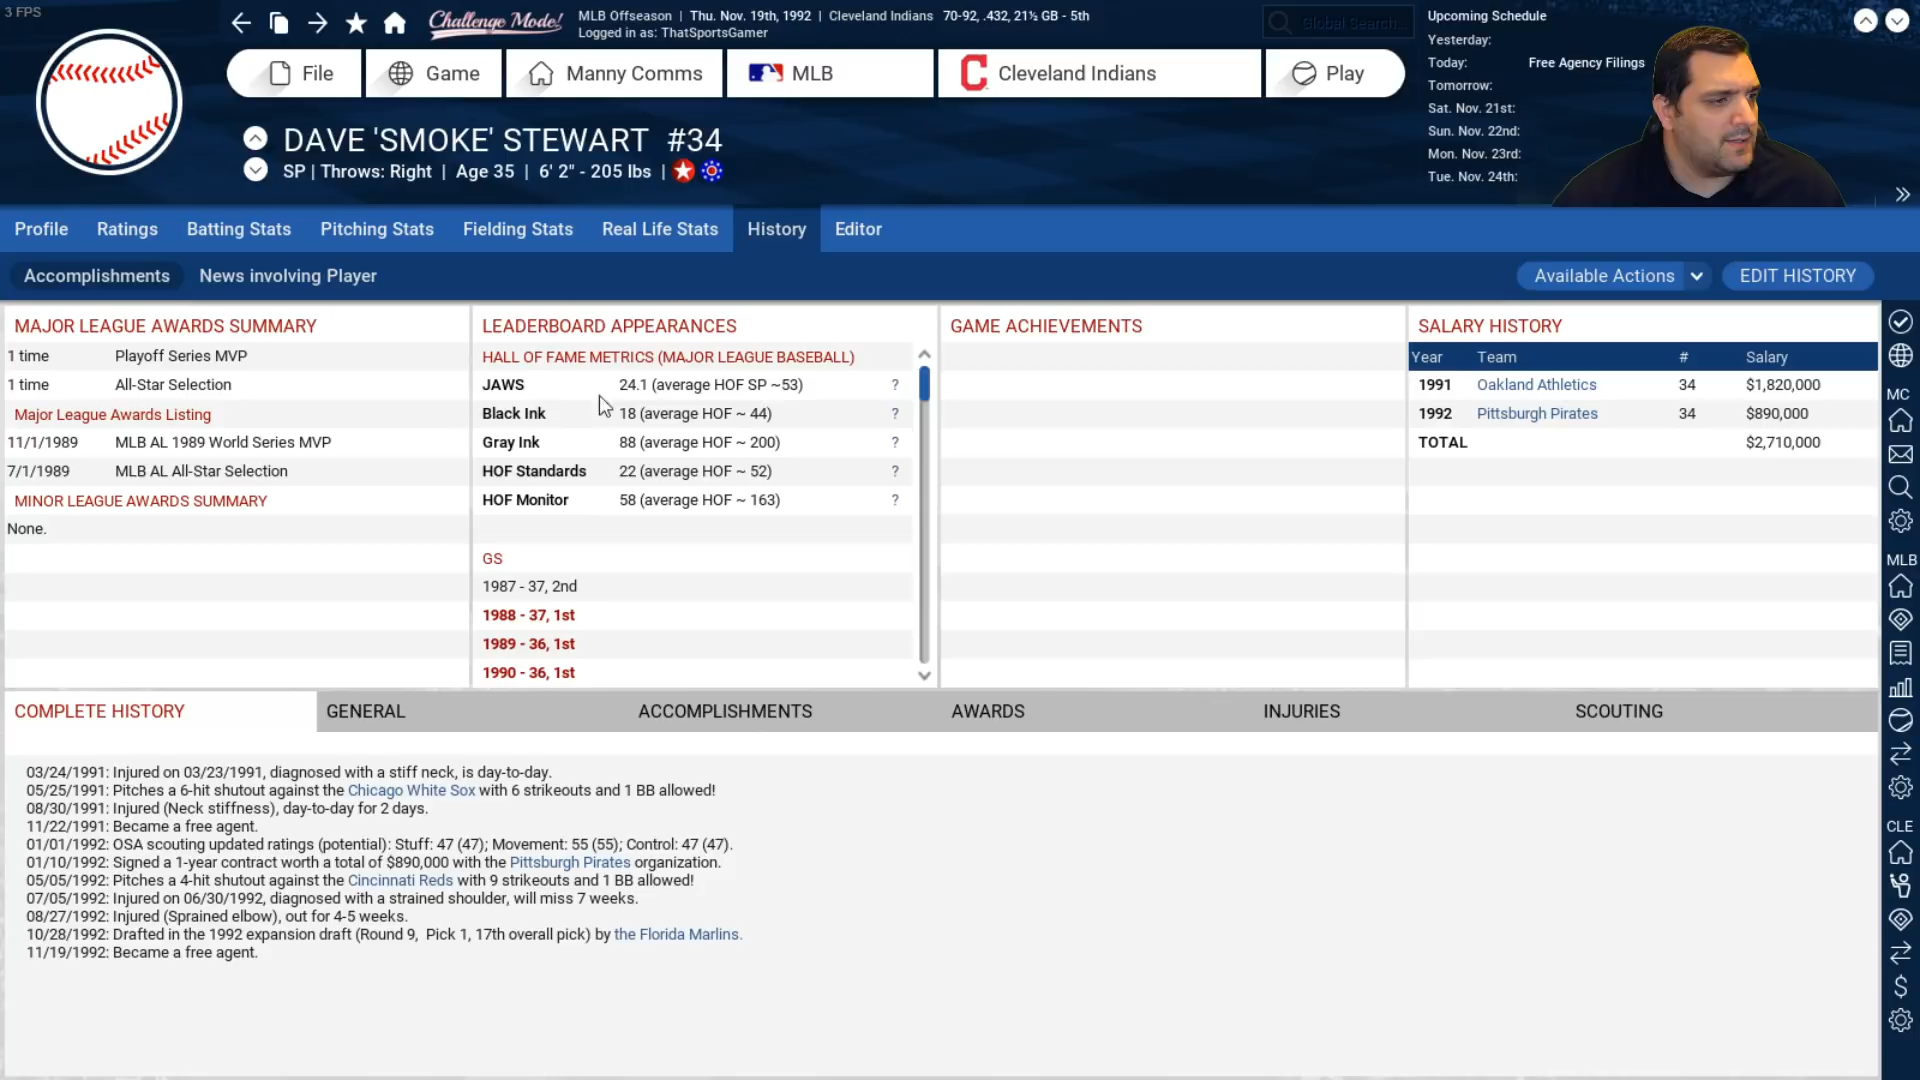 3 FPS
Challenge Mode!
MLB Offseason | Thu. Nov. 19th, 1992 | Cleveland Indians 70-92, .432, 21½ GB - 5th
Logged in as: ThatSportsGamer
Global Search...
File
Game
Manny Comms
MLB
Cleveland Indians
Play
Upcoming Schedule
Yesterday:
Today: Free Agency Filings
Tomorrow:
Sat. Nov. 21st:
Sun. Nov. 22nd:
Mon. Nov. 23rd:
Tue. Nov. 24th:
DAVE 'SMOKE' STEWART #34
SP | Throws: Right | Age 35 | 6' 2" - 205 lbs |
Profile
Ratings
Batting Stats
Pitching Stats
Fielding Stats
Real Life Stats
History
Editor
Accomplishments
News involving Player
Available Actions
EDIT HISTORY
MAJOR LEAGUE AWARDS SUMMARY
1 time Playoff Series MVP
1 time All-Star Selection
Major League Awards Listing
11/1/1989 MLB AL 1989 World Series MVP
7/1/1989 MLB AL All-Star Selection
MINOR LEAGUE AWARDS SUMMARY
None.
LEADERBOARD APPEARANCES
HALL OF FAME METRICS (MAJOR LEAGUE BASEBALL)
JAWS 24.1 (average HOF SP ~53) ?
Black Ink 18 (average HOF ~ 44) ?
Gray Ink 88 (average HOF ~ 200) ?
HOF Standards 22 (average HOF ~ 52) ?
HOF Monitor 58 (average HOF ~ 163) ?
GS
1987 - 37, 2nd
1988 - 37, 1st
1989 - 36, 1st
1990 - 36, 1st
GAME ACHIEVEMENTS
SALARY HISTORY
Year Team # Salary
1991 Oakland Athletics 34 $1,820,000
1992 Pittsburgh Pirates 34 $890,000
TOTAL $2,710,000
MC
MLB
CLE
COMPLETE HISTORY
GENERAL
ACCOMPLISHMENTS
AWARDS
INJURIES
SCOUTING
03/24/1991: Injured on 03/23/1991, diagnosed with a stiff neck, is day-to-day.
05/25/1991: Pitches a 6-hit shutout against the Chicago White Sox with 6 strikeouts and 1 BB allowed!
08/30/1991: Injured (Neck stiffness), day-to-day for 2 days.
11/22/1991: Became a free agent.
01/01/1992: OSA scouting updated ratings (potential): Stuff: 47 (47); Movement: 55 (55); Control: 47 (47).
01/10/1992: Signed a 1-year contract worth a total of $890,000 with the Pittsburgh Pirates organization.
05/05/1992: Pitches a 4-hit shutout against the Cincinnati Reds with 9 strikeouts and 1 BB allowed!
07/05/1992: Injured on 06/30/1992, diagnosed with a strained shoulder, will miss 7 weeks.
08/27/1992: Injured (Sprained elbow), out for 4-5 weeks.
10/28/1992: Drafted in the 1992 expansion draft (Round 9, Pick 1, 17th overall pick) by the Florida Marlins.
11/19/1992: Became a free agent.